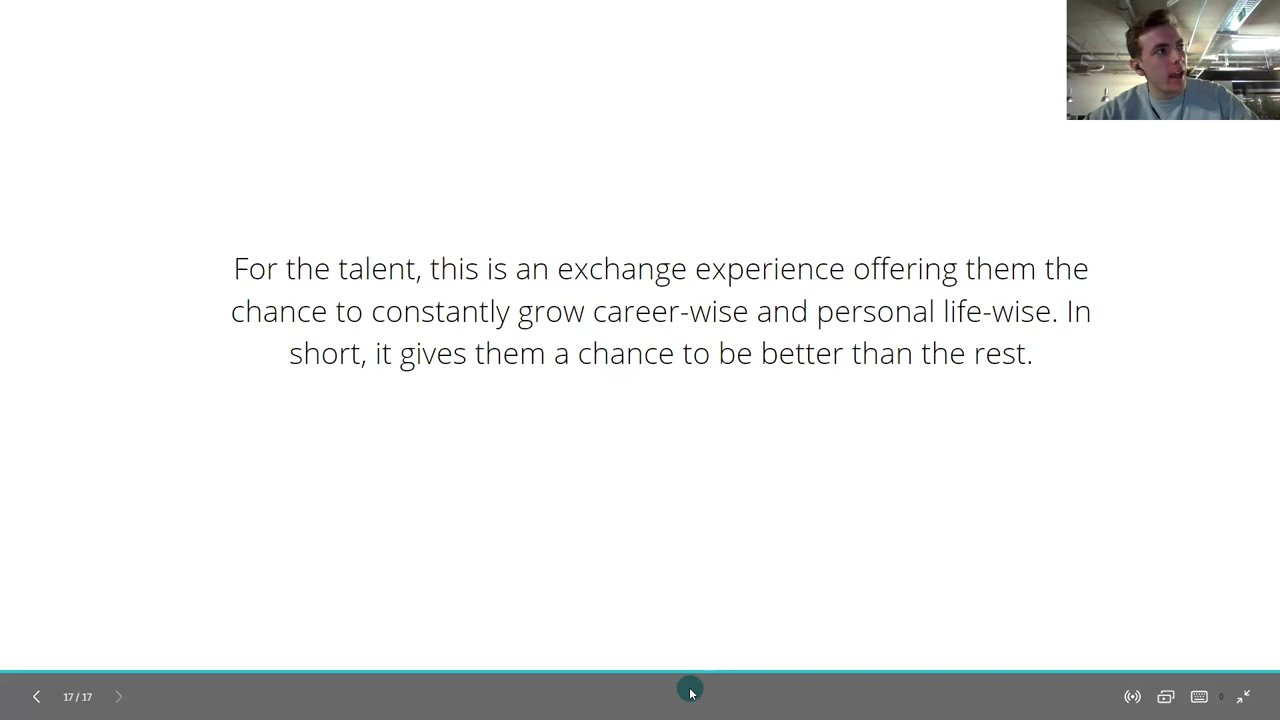 For the talent, this is an exchange experience offering them the
chance to constantly grow career-wise and personal life-wise. In
short, it gives them a chance to be better than the rest.
17 / 17
0